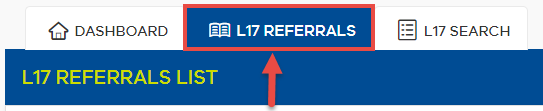 DASHBOARD L17 REFERRALS L17 SEARCH
L17 REFERRALS LIST